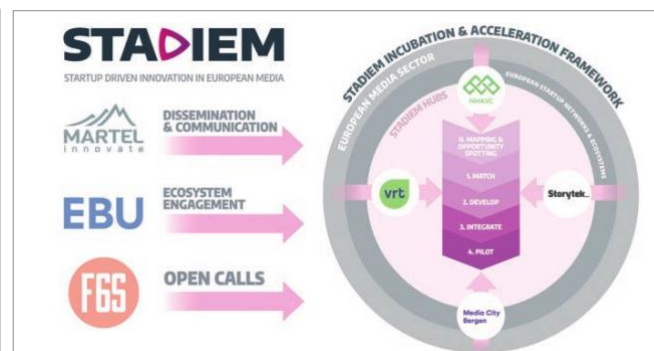 STADIEM
STARTUP DRIVEN INNOVATION IN EUROPEAN MEDIA
MARTEL
innovate
DISSEMINATION
& COMMUNICATION
EBU
ECOSYSTEM
ENGAGEMENT
F6S
OPEN CALLS
STADIEM INCUBATION & ACCELERATION FRAMEWORK
EUROPEAN MEDIA SECTOR
EUROPEAN STARTUP NETWORKS & ECOSYSTEMS
STADIEM HUBS
0. MAPPING &
OPPORTUNITY
SPOTTING
1. MATCH
2. DEVELOP
3. INTEGRATE
4. PILOT
vrt
Storytek_
Media City
Bergen